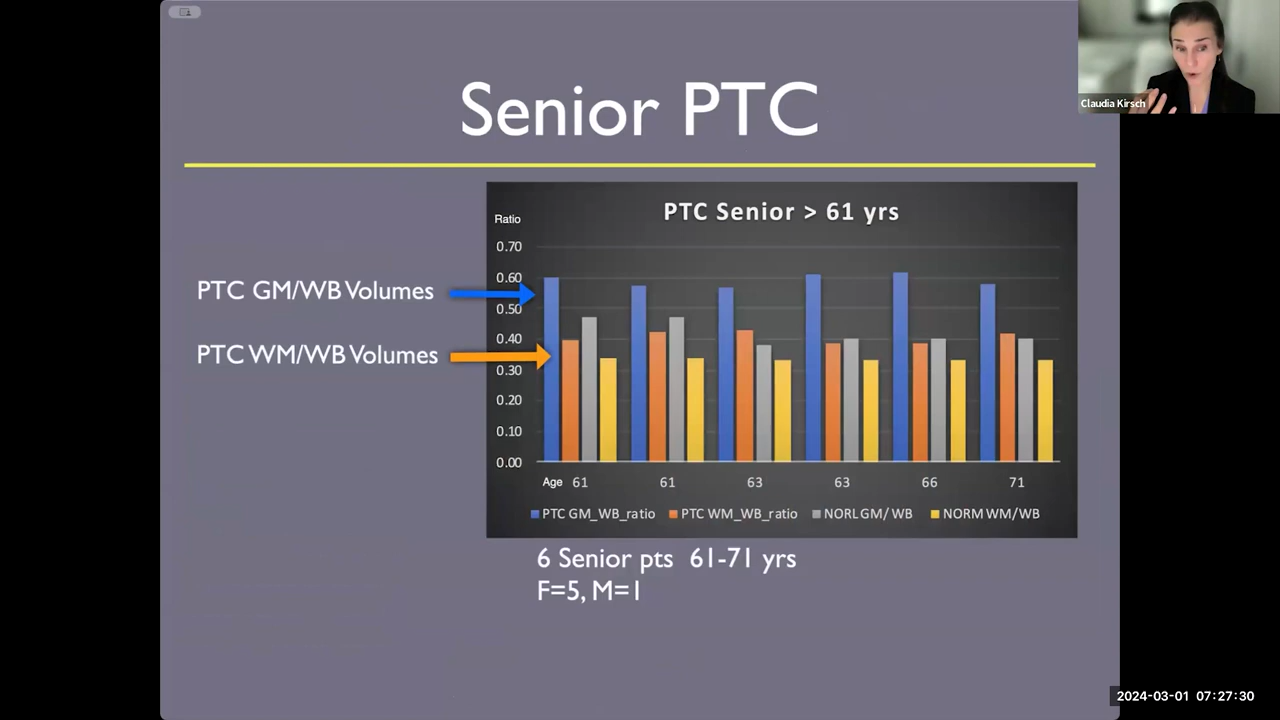 Senior PTC
Claudia Kirsch
PTC GM/WB Volumes
PTC WM/WB Volumes
PTC Senior > 61 yrs
Ratio
0.70
0.60
0.50
0.40
0.30
0.20
0.10
0.00
Age 61 61 63 63 66 71
PTC GM_WB_ratio PTC WM_WB_ratio NORL GM/ WB NORM WM/WB
6 Senior pts 61-71 yrs
F=5, M=1
2024-03-01 07:27:30